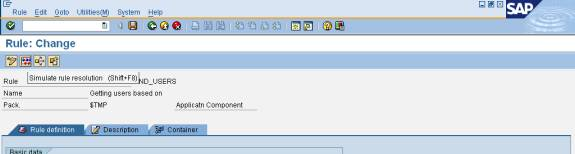 Rule Edit Goto Utilities(M) System Help
SAP
Rule: Change
Simulate rule resolution (Shift+F8)
Rule ND_USERS
Name Getting users based on
Pack. $TMP Applicatn Component
Rule definition Description Container
Basic data